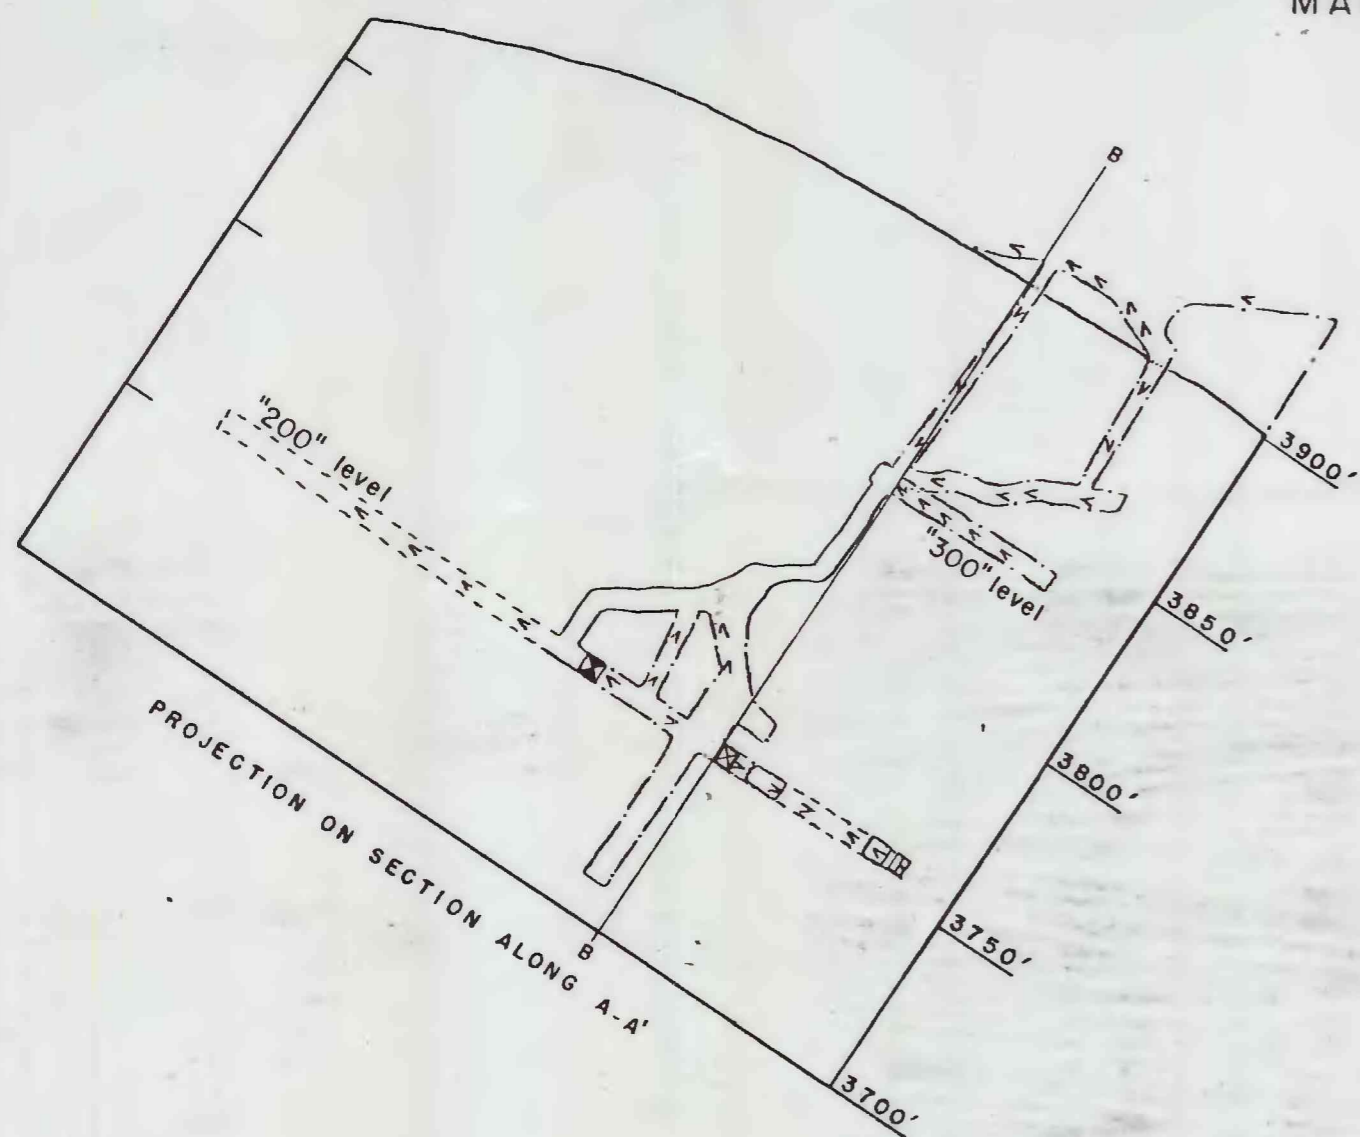 MA
B
"200" level
"300" level
3900'
3850'
3800'
3750'
3700'
B
PROJECTION ON SECTION ALONG A-A'